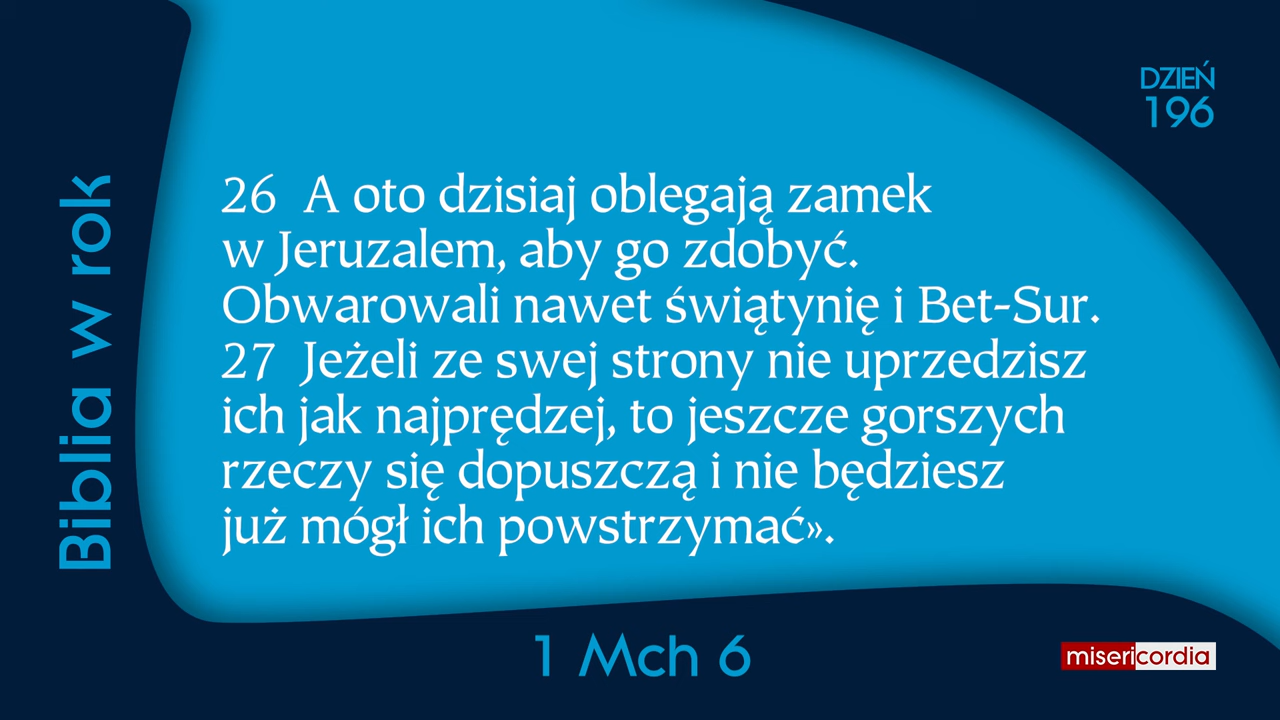 DZIEŃ
196
Biblia w rok
26 A oto dzisiaj oblegają zamek
w Jeruzalem, aby go zdobyć.
Obwarowali nawet świątynię i Bet-Sur.
27 Jeżeli ze swej strony nie uprzedzisz
ich jak najprędzej, to jeszcze gorszych
rzeczy się dopuszczą i nie będziesz
już mógł ich powstrzymać».
1 Mch 6
misericordia